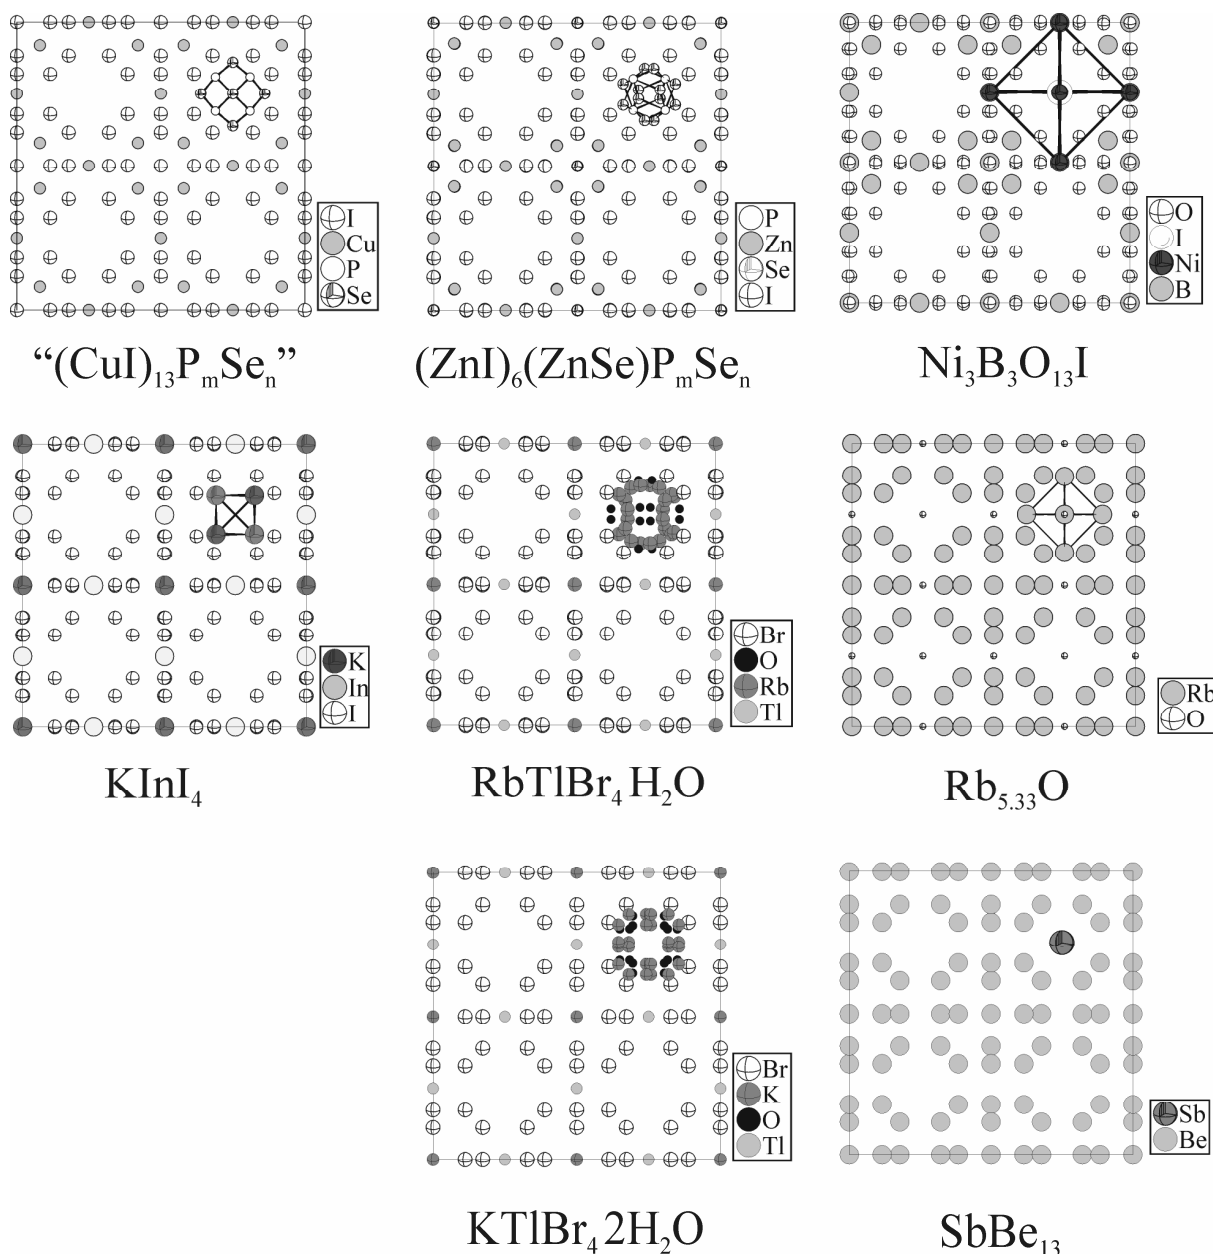 I
Cu
P
Se
“(CuI)₁₃PₘSeₙ”
P
Zn
Se
I
(ZnI)₆(ZnSe)PₘSeₙ
O
I
Ni
B
Ni₃B₃O₁₃I
K
In
I
KInI₄
Br
O
Rb
Tl
RbTlBr₄ H₂O
Rb
O
Rb₅.₃₃O
Br
K
O
Tl
KTlBr₄ 2H₂O
Sb
Be
SbBe₁₃